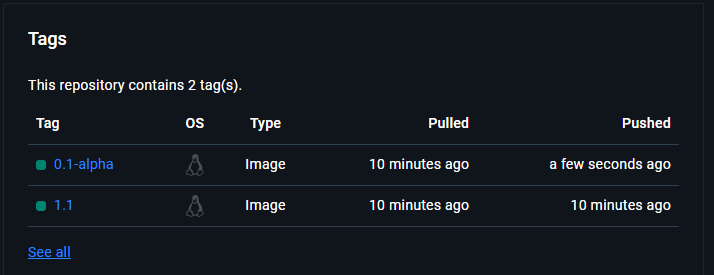 Tags
This repository contains 2 tag(s).
Tag OS Type Pulled Pushed
0.1-alpha Image 10 minutes ago a few seconds ago
1.1 Image 10 minutes ago 10 minutes ago
See all